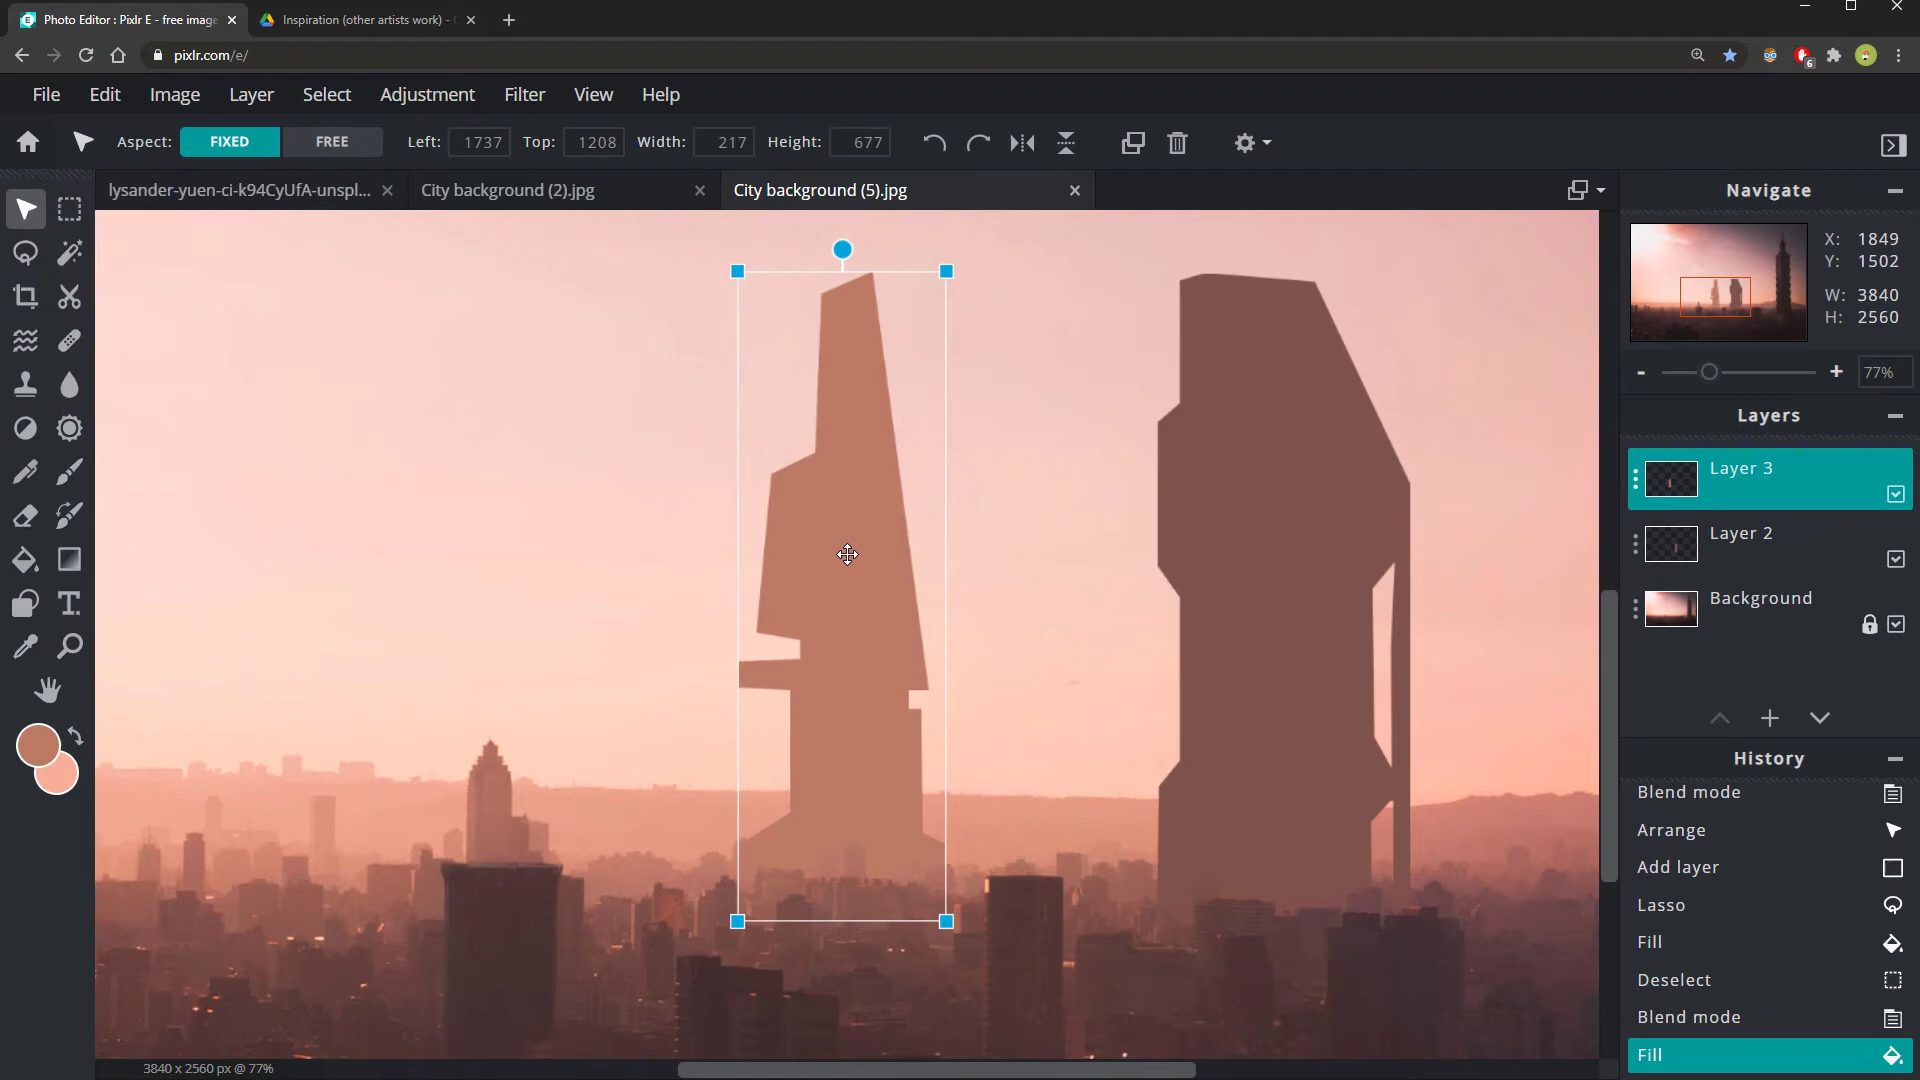 Photo Editor : Pixlr E - free image
Inspiration (other artists work) -
pixlr.com/e/
6
File Edit Image Layer Select Adjustment Filter View Help
Aspect: FIXED FREE Left: 1737 Top: 1208 Width: 217 Height: 677
lysander-yuen-ci-k94CyUfA-unspl...
City background (2).jpg
City background (5).jpg
Navigate
X: 1849
Y: 1502
W: 3840
H: 2560
- + 77%
Layers
Layer 3
Layer 2
Background
History
Blend mode
Arrange
Add layer
Lasso
Fill
Deselect
Blend mode
Fill
3840 x 2560 px @ 77%